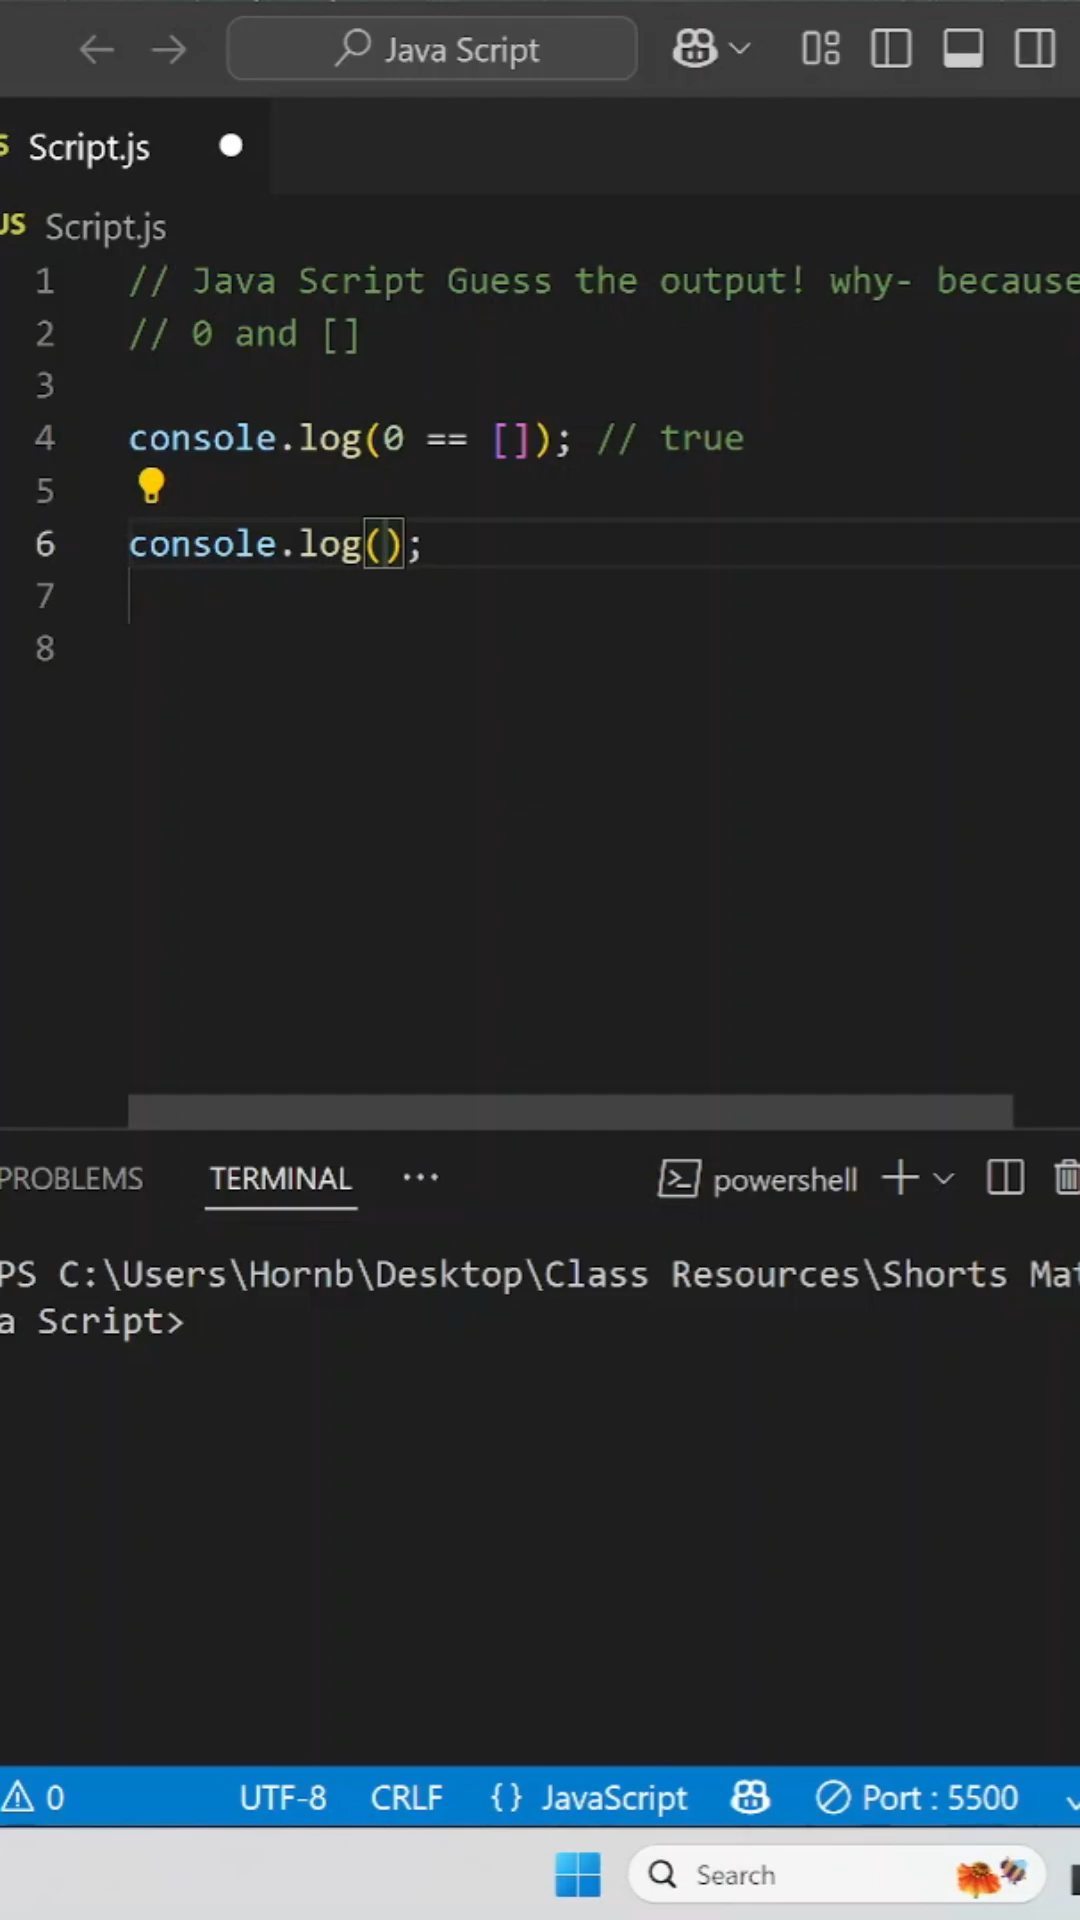 Java Script
Script.js
JS Script.js
1 // Java Script Guess the output! why- because
2 // 0 and []
3
4 console.log(0 == []); // true
5
6 console.log();
7
8
PROBLEMS TERMINAL ... powershell
PS C:\Users\Hornb\Desktop\Class Resources\Shorts Mat
a Script>
0 UTF-8 CRLF {} JavaScript Port : 5500
Search